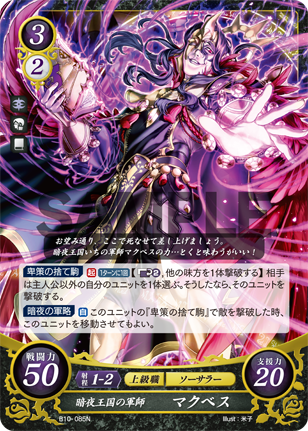 3
2
SAMPLE
お望み通り、ここで死なせて差し上げましょう。
暗夜王国いちの軍師マクベスの力…とくと味わうがいい!
卑策の捨て駒 起 1ターンに1回 【 2、他の味方を1体撃破する】 相手
は主人公以外の自分のユニットを1体選ぶ。そうしたなら、そのユニットを
撃破する。
暗夜の軍略 自 このユニットの『卑策の捨て駒』で敵を撃破した時、
このユニットを移動させてもよい。
戦闘力 50 射程 1-2 上級職 ソーサラー 支援力 20
暗夜王国の軍師 マクベス
B10-085N Illust:米子